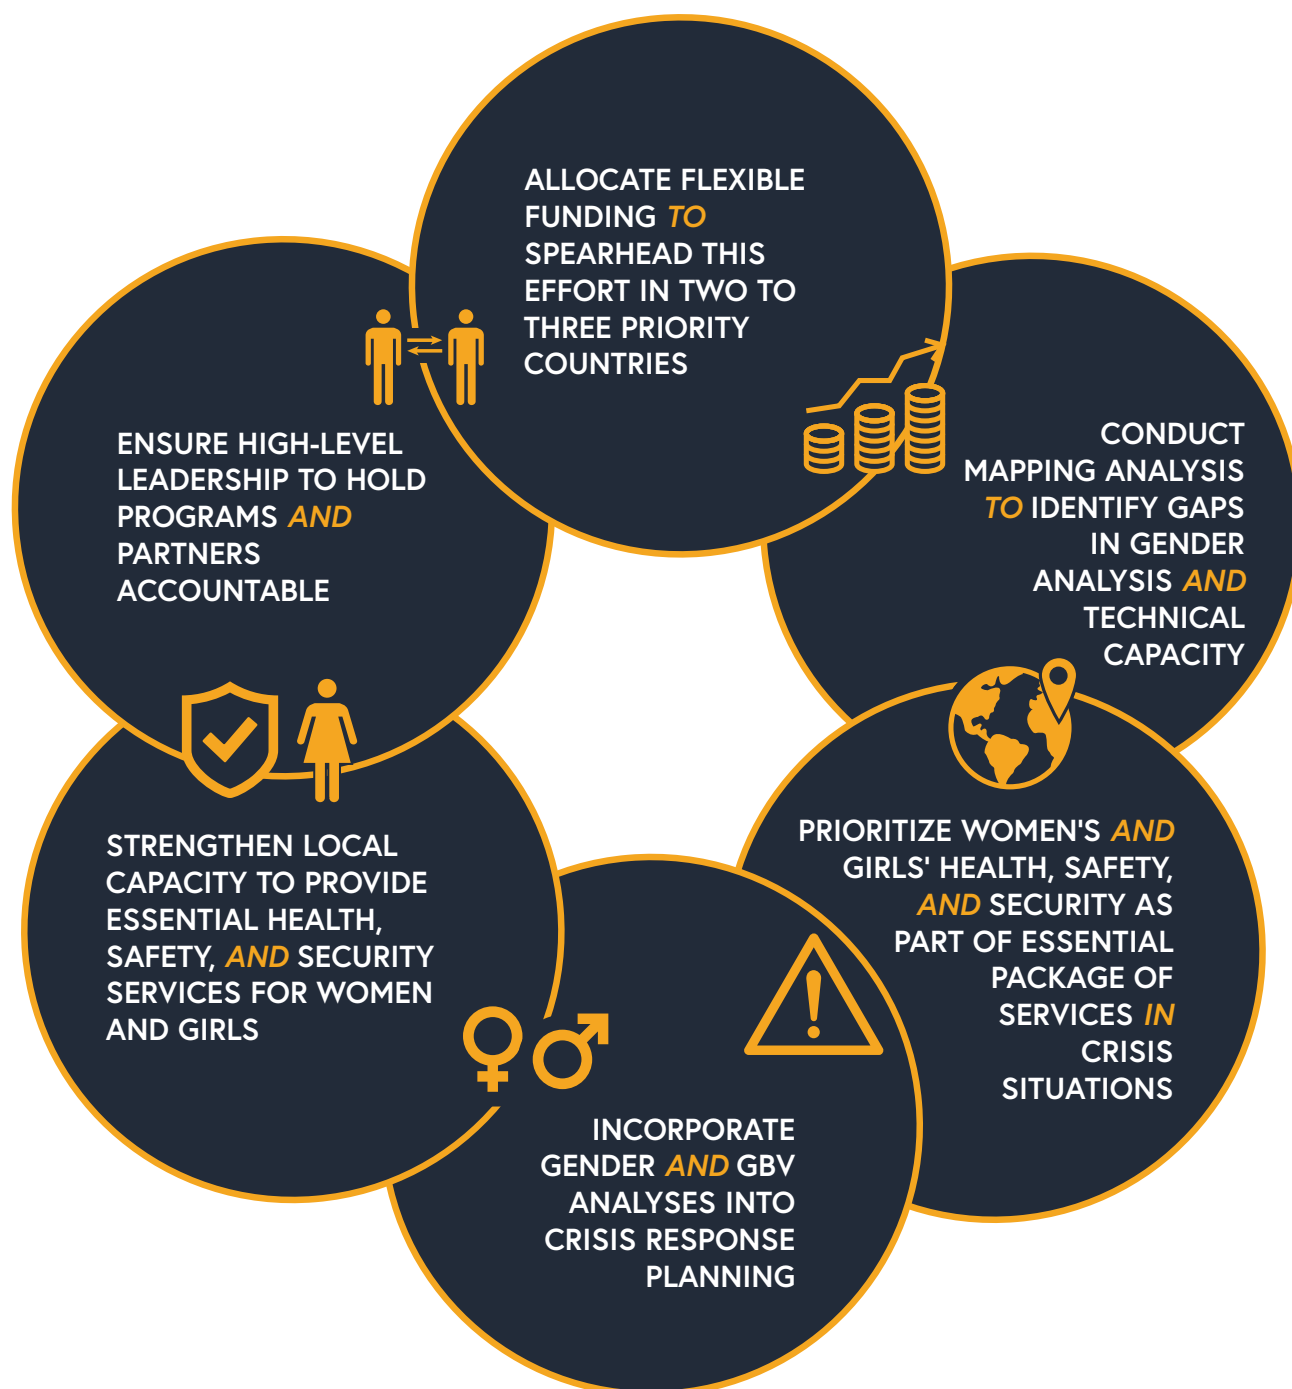 ALLOCATE FLEXIBLE
FUNDING TO
SPEARHEAD THIS
EFFORT IN TWO TO
THREE PRIORITY
COUNTRIES
CONDUCT
MAPPING ANALYSIS
TO IDENTIFY GAPS
IN GENDER
ANALYSIS AND
TECHNICAL
CAPACITY
PRIORITIZE WOMEN'S AND
GIRLS' HEALTH, SAFETY,
AND SECURITY AS
PART OF ESSENTIAL
PACKAGE OF
SERVICES IN
CRISIS
SITUATIONS
INCORPORATE
GENDER AND GBV
ANALYSES INTO
CRISIS RESPONSE
PLANNING
STRENGTHEN LOCAL
CAPACITY TO PROVIDE
ESSENTIAL HEALTH,
SAFETY, AND SECURITY
SERVICES FOR WOMEN
AND GIRLS
ENSURE HIGH-LEVEL
LEADERSHIP TO HOLD
PROGRAMS AND
PARTNERS
ACCOUNTABLE